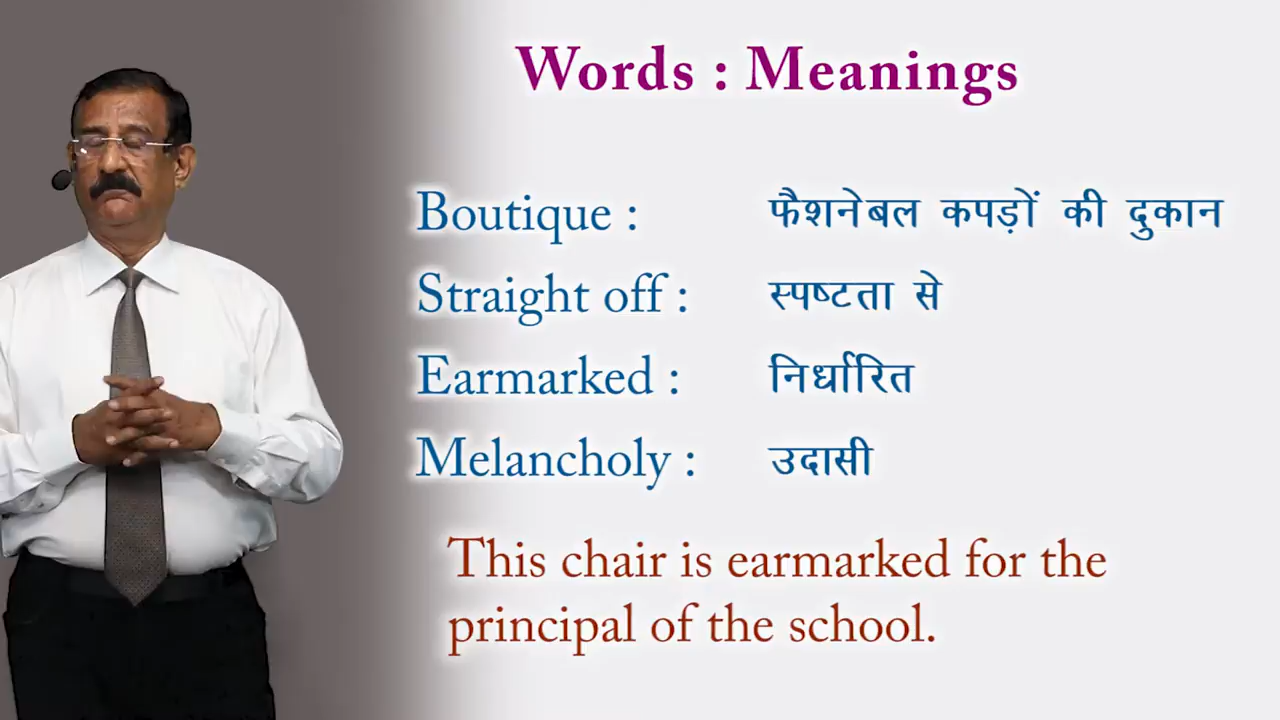 Words : Meanings
Boutique : फैशनेबल कपड़ों की दुकान
Straight off : स्पष्टता से
Earmarked : निर्धारित
Melancholy : उदासी
This chair is earmarked for the
principal of the school.